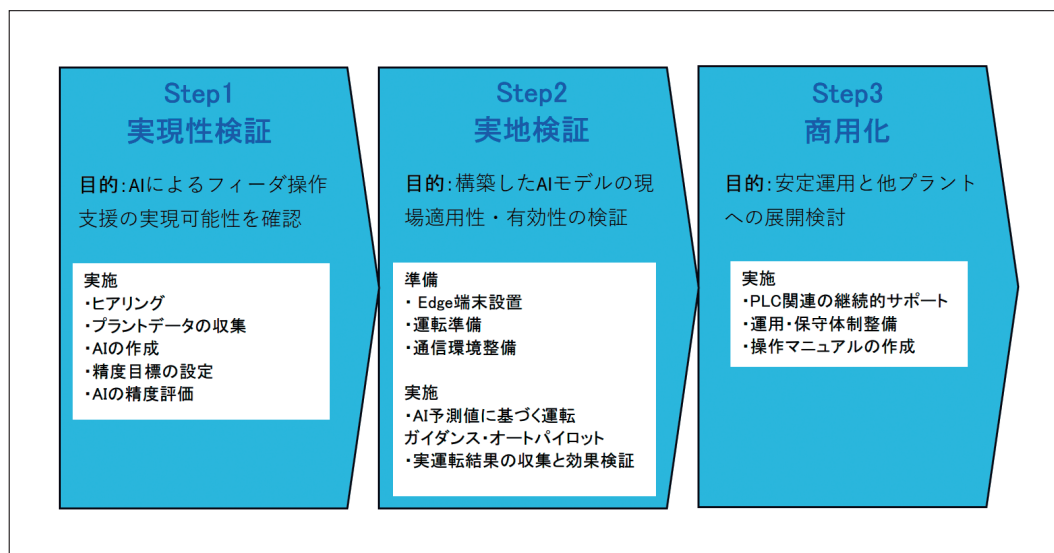 Step1
実現性検証
目的:AIによるフィーダ操作
支援の実現可能性を確認
実施
・ヒアリング
・プラントデータの収集
・AIの作成
・精度目標の設定
・AIの精度評価
Step2
実地検証
目的:構築したAIモデルの現
場適用性・有効性の検証
準備
・ Edge端末設置
・運転準備
・通信環境整備
実施
・AI予測値に基づく運転
ガイダンス・オートパイロット
・実運転結果の収集と効果検証
Step3
商用化
目的:安定運用と他プラント
への展開検討
実施
・PLC関連の継続的サポート
・運用・保守体制整備
・操作マニュアルの作成